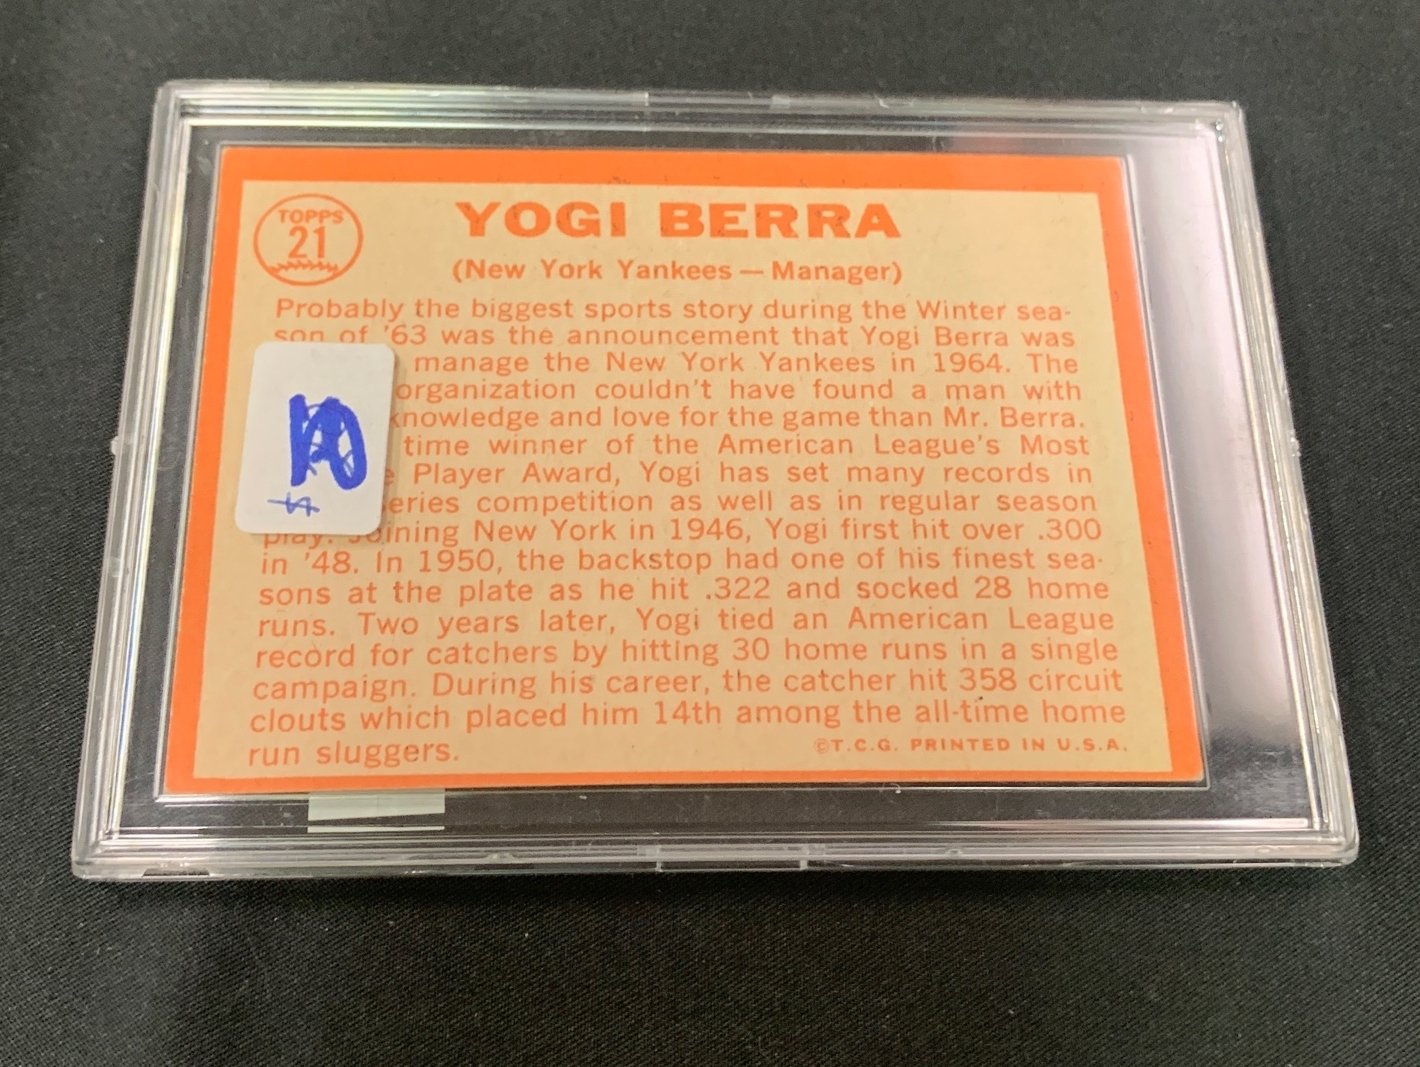 TOPPS
21
YOGI BERRA
(New York Yankees — Manager)
Probably the biggest sports story during the Winter sea-
son of '63 was the announcement that Yogi Berra was
manage the New York Yankees in 1964. The
organization couldn't have found a man with
knowledge and love for the game than Mr. Berra.
time winner of the American League's Most
e Player Award, Yogi has set many records in
eries competition as well as in regular season
play. Joining New York in 1946, Yogi first hit over .300
in '48. In 1950, the backstop had one of his finest sea-
sons at the plate as he hit .322 and socked 28 home
runs. Two years later, Yogi tied an American League
record for catchers by hitting 30 home runs in a single
campaign. During his career, the catcher hit 358 circuit
clouts which placed him 14th among the all-time home
run sluggers.
©T.C.G. PRINTED IN U.S.A.